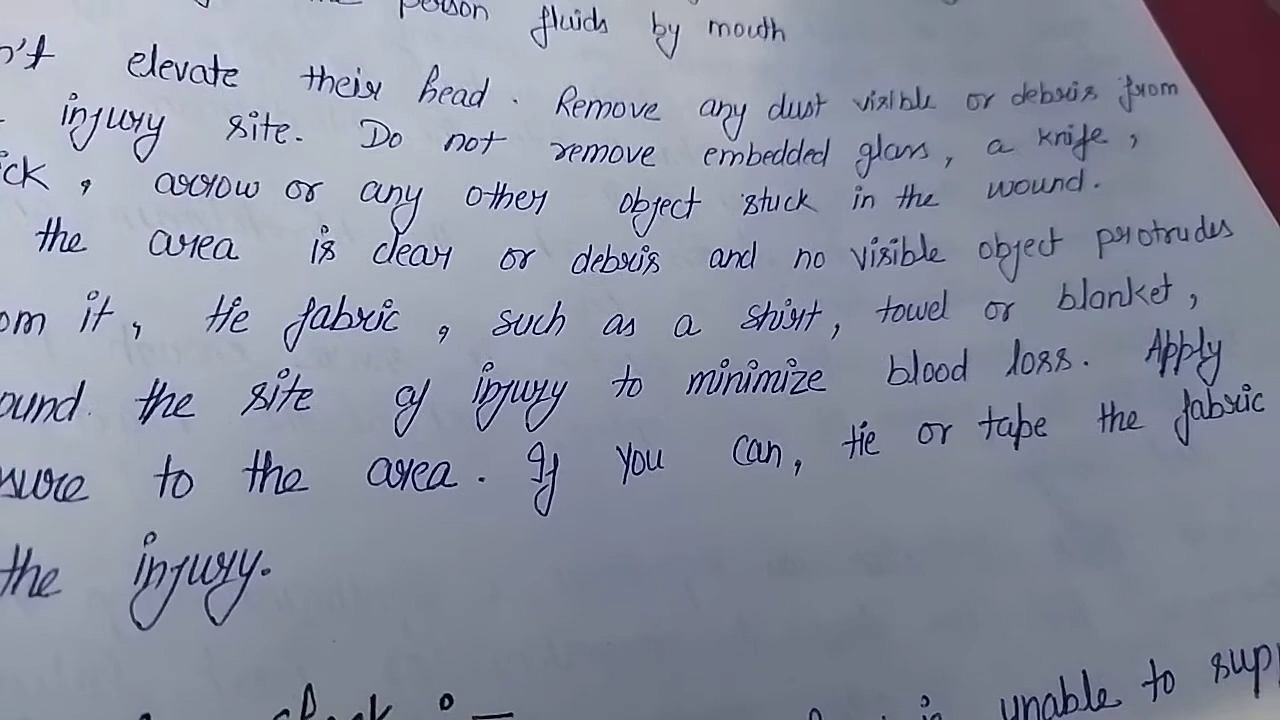 person fluids by mouth
elevate their head. Remove any dust visible or debris from
injury site. Do not remove embedded glass, a knife,
, arrow or any other object stuck in the wound.
the area is clear or debris and no visible object protrudes
it, tie fabric, such as a shirt, towel or blanket,
the site of injury to minimize blood loss. Apply
to the area. If you can, tie or tape the fabric
the injury.
is unable to